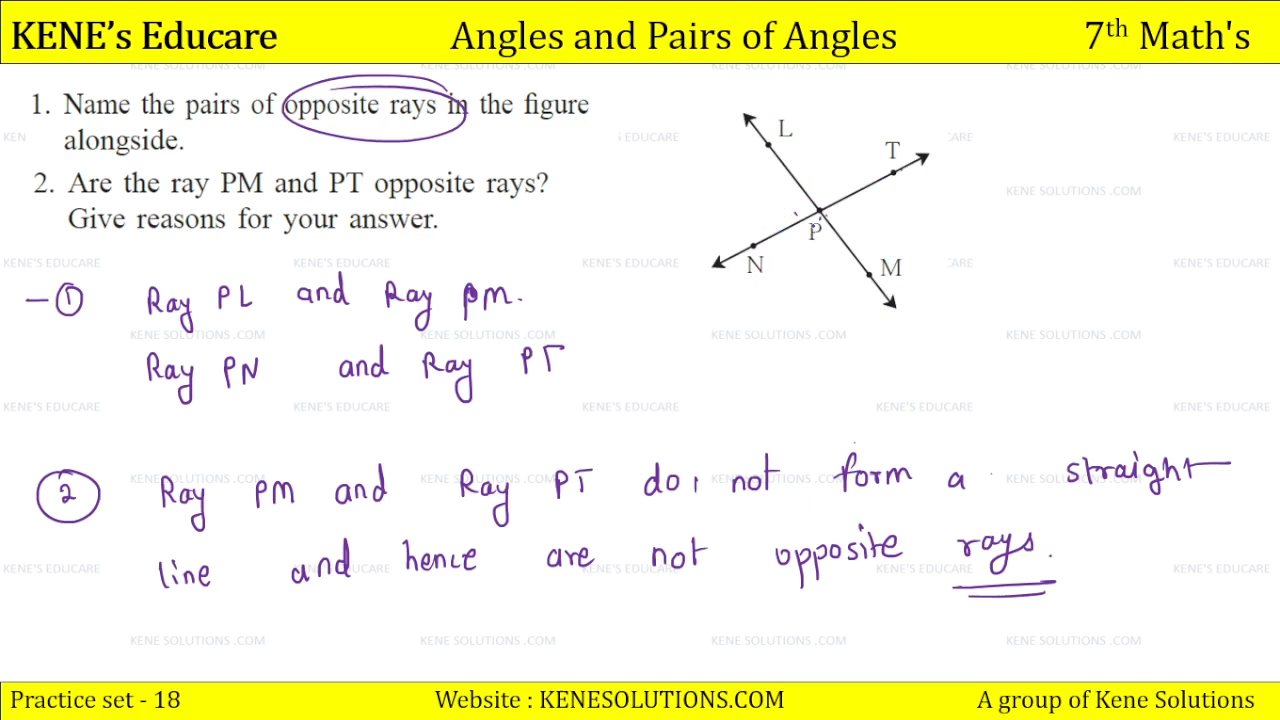 KENE's Educare Angles and Pairs of Angles 7th Math's
1. Name the pairs of opposite rays in the figure
alongside.
2. Are the ray PM and PT opposite rays?
Give reasons for your answer.
L
T
P
N
M
- ① Ray PL and Ray PM.
Ray PN and Ray PT
② Ray PM and Ray PT do not form a straight
line and hence are not opposite rays.
Practice set - 18 Website : KENESOLUTIONS.COM A group of Kene Solutions